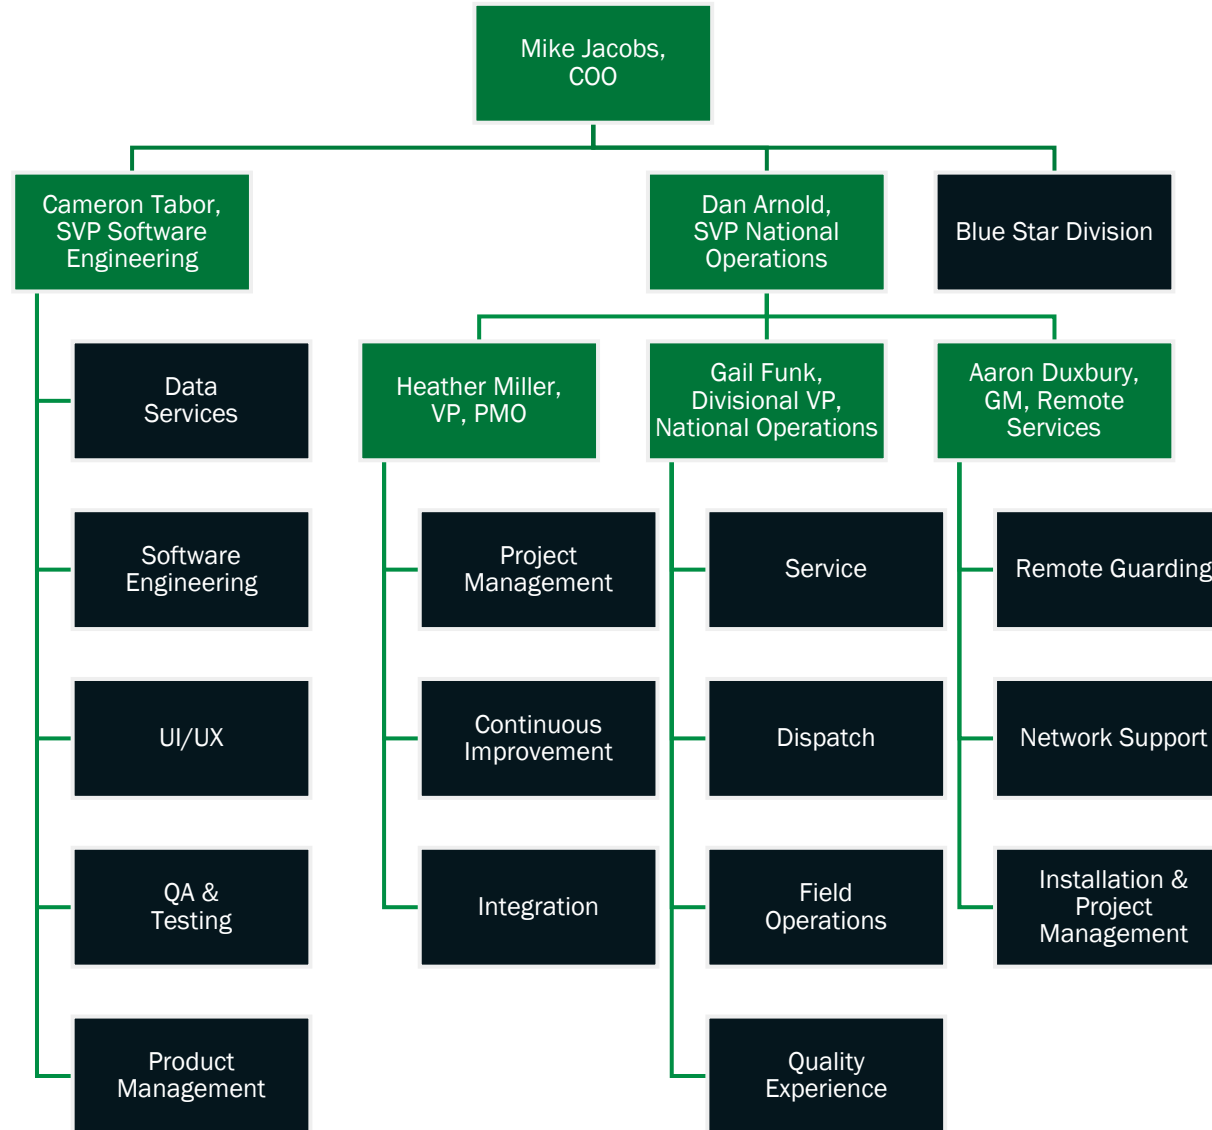 Mike Jacobs,
COO
Cameron Tabor,
SVP Software
Engineering
Dan Arnold,
SVP National
Operations
Blue Star Division
Data
Services
Heather Miller,
VP, PMO
Gail Funk,
Divisional VP,
National Operations
Aaron Duxbury,
GM, Remote
Services
Software
Engineering
Project
Management
Service
Remote Guarding
UI/UX
Continuous
Improvement
Dispatch
Network Support
QA &
Testing
Integration
Field
Operations
Installation &
Project
Management
Product
Management
Quality
Experience